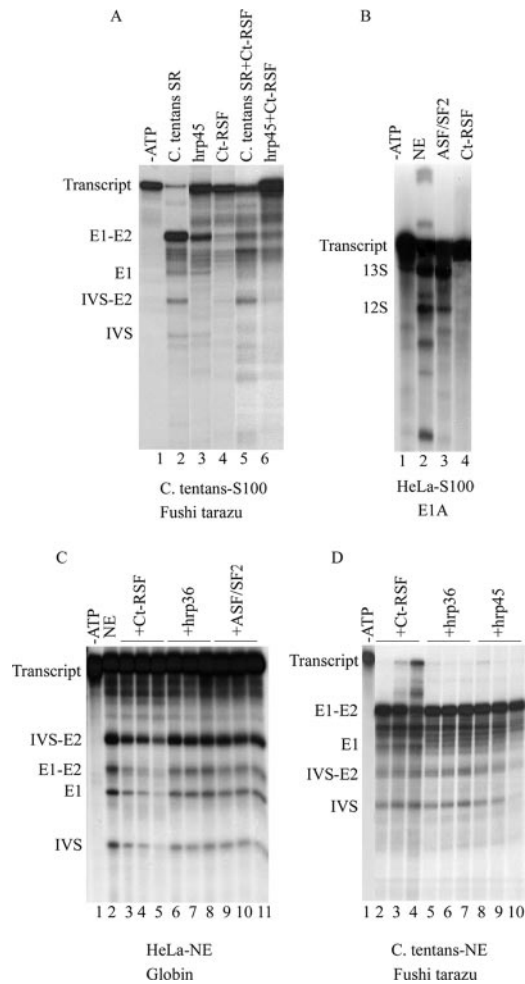 A
-ATP
C. tentans SR
hrp45
Ct-RSF
C. tentans SR+Ct-RSF
hrp45+Ct-RSF
Transcript
E1-E2
E1
IVS-E2
IVS
1 2 3 4 5 6
C. tentans-S100
Fushi tarazu
B
-ATP
NE
ASF/SF2
Ct-RSF
Transcript
13S
12S
1 2 3 4
HeLa-S100
E1A
C
-ATP
NE
+Ct-RSF
+hrp36
+ASF/SF2
Transcript
IVS-E2
E1-E2
E1
IVS
1 2 3 4 5 6 7 8 9 10 11
HeLa-NE
Globin
D
-ATP
+Ct-RSF
+hrp36
+hrp45
Transcript
E1-E2
E1
IVS-E2
IVS
1 2 3 4 5 6 7 8 9 10
C. tentans-NE
Fushi tarazu